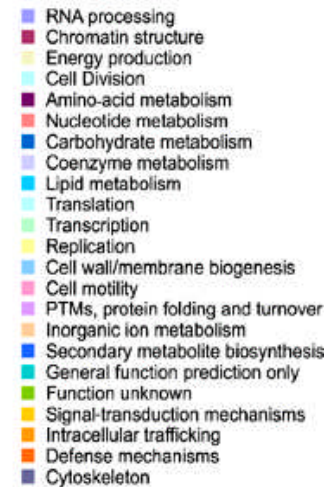 RNA processing
Chromatin structure
Energy production
Cell Division
Amino-acid metabolism
Nucleotide metabolism
Carbohydrate metabolism
Coenzyme metabolism
Lipid metabolism
Translation
Transcription
Replication
Cell wall/membrane biogenesis
Cell motility
PTMs, protein folding and turnover
Inorganic ion metabolism
Secondary metabolite biosynthesis
General function prediction only
Function unknown
Signal-transduction mechanisms
Intracellular trafficking
Defense mechanisms
Cytoskeleton